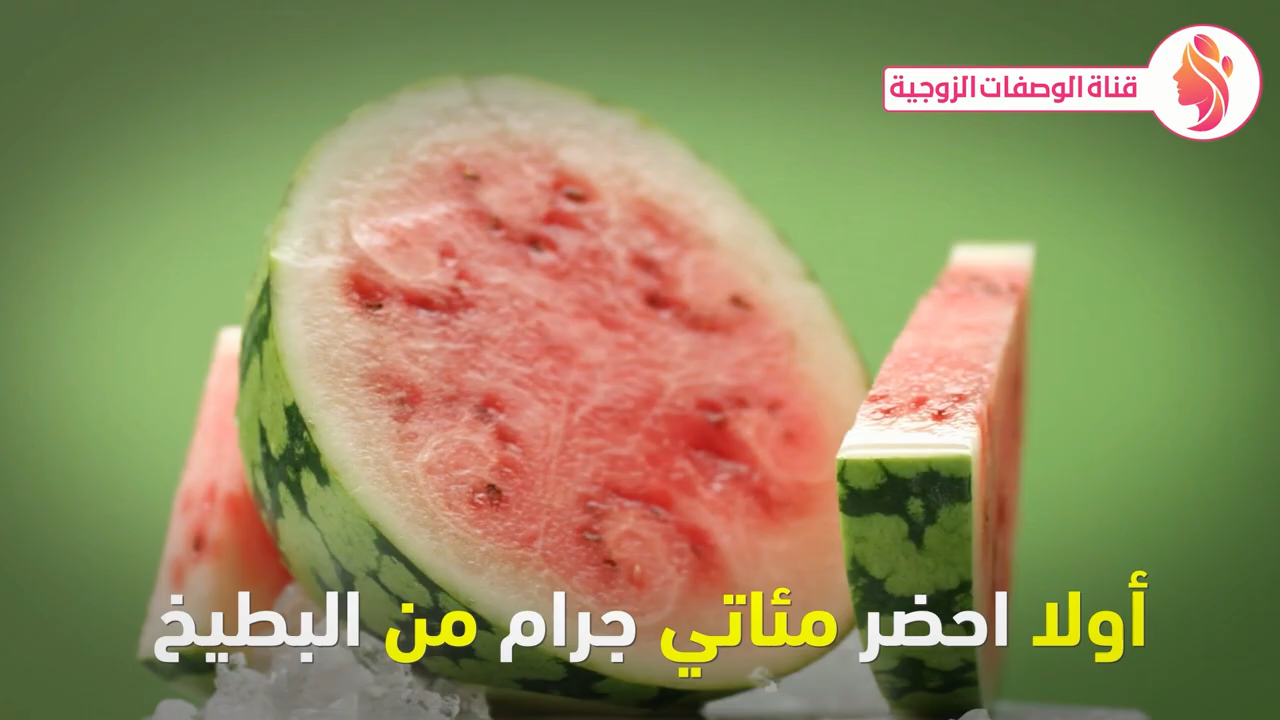 قناة الوصفات الزوجية
أولا احضر مئاتي جرام من البطيخ